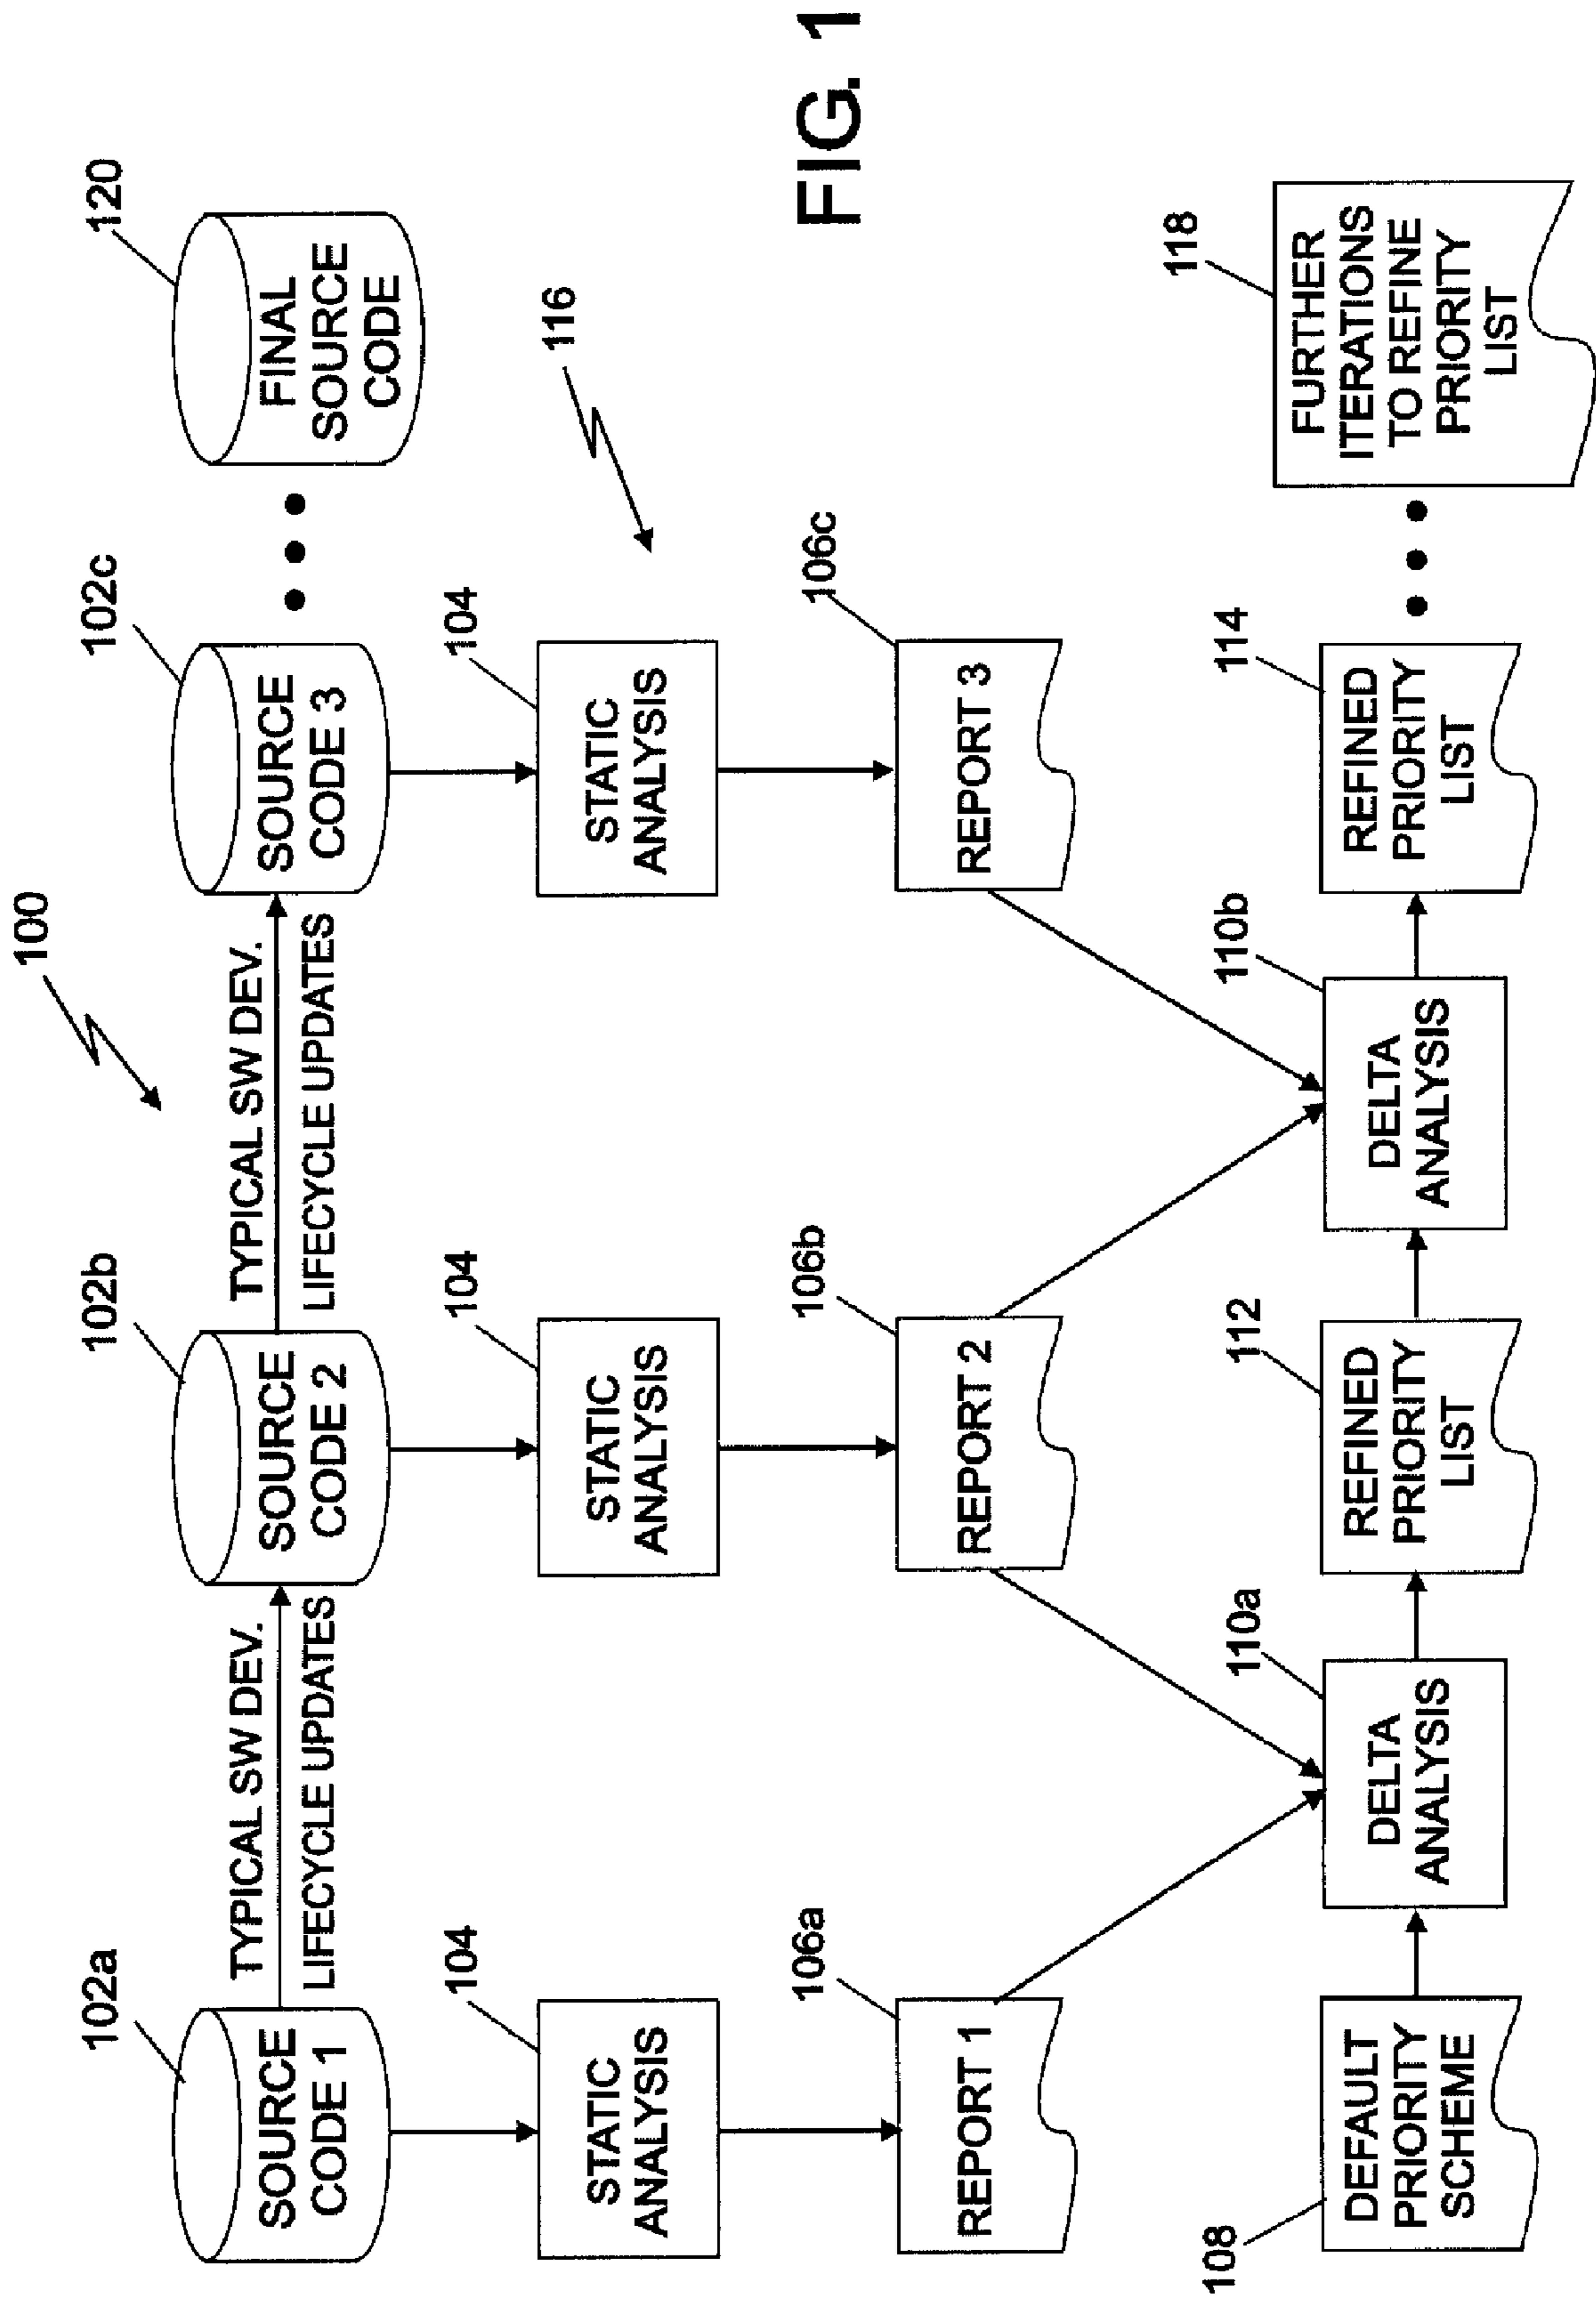 100
102a
102b
102c
120
SOURCE
CODE 1
TYPICAL SW DEV.
LIFECYCLE UPDATES
SOURCE
CODE 2
TYPICAL SW DEV.
LIFECYCLE UPDATES
SOURCE
CODE 3
FINAL
SOURCE
CODE
104
104
104
116
STATIC
ANALYSIS
STATIC
ANALYSIS
STATIC
ANALYSIS
106a
106b
106c
REPORT 1
REPORT 2
REPORT 3
FIG. 1
108
110a
112
110b
114
118
DEFAULT
PRIORITY
SCHEME
DELTA
ANALYSIS
REFINED
PRIORITY
LIST
DELTA
ANALYSIS
REFINED
PRIORITY
LIST
FURTHER
ITERATIONS
TO REFINE
PRIORITY
LIST